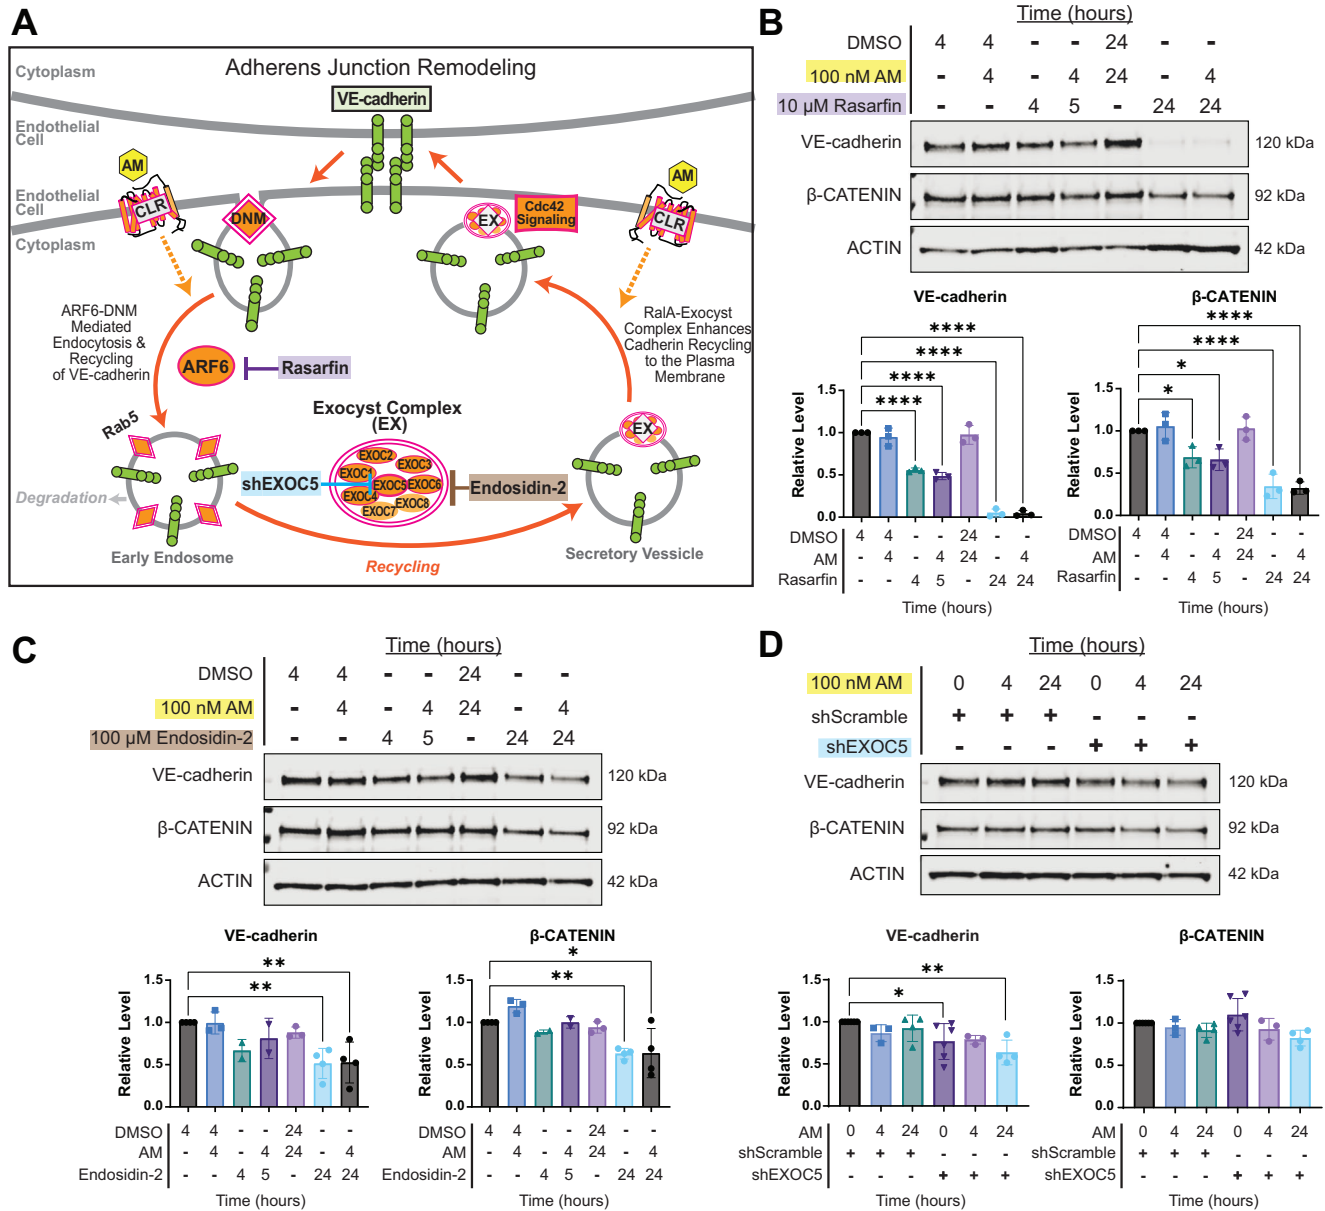 A
Adherens Junction Remodeling
Cytoplasm
VE-cadherin
Endothelial
Cell
AM
AM
Endothelial
Cell
CLR
DNM
EX
Cdc42
Signaling
CLR
Cytoplasm
ARF6-DNM
Mediated
Endocytosis &
Recycling
of VE-cadherin
RalA-Exocyst
Complex Enhances
Cadherin Recycling
to the Plasma
Membrane
ARF6
Rasarfin
Rab5
Exocyst Complex
(EX)
EX
EXOC2
EXOC3
EXOC1
EXOC5
EXOC6
EXOC4
EXOC8
EXOC7
shEXOC5
Endosidin-2
Degradation
Early Endosome
Secretory Vessicle
Recycling
B
Time (hours)
DMSO 4 4 - - 24 - -
100 nM AM - 4 - 4 24 - 4
10 µM Rasarfin - - 4 5 - 24 24
VE-cadherin 120 kDa
β-CATENIN 92 kDa
ACTIN 42 kDa
VE-cadherin
****
****
****
****
Relative Level
1.5
1.0
0.5
0.0
DMSO 4 4 - - 24 - -
AM - 4 - 4 24 - 4
Rasarfin - - 4 5 - 24 24
Time (hours)
β-CATENIN
****
****
*
*
Relative Level
1.5
1.0
0.5
0.0
DMSO 4 4 - - 24 - -
AM - 4 - 4 24 - 4
Rasarfin - - 4 5 - 24 24
Time (hours)
C
Time (hours)
DMSO 4 4 - - 24 - -
100 nM AM - 4 - 4 24 - 4
100 µM Endosidin-2 - - 4 5 - 24 24
VE-cadherin 120 kDa
β-CATENIN 92 kDa
ACTIN 42 kDa
VE-cadherin
**
**
Relative Level
1.5
1.0
0.5
0.0
DMSO 4 4 - - 24 - -
AM - 4 - 4 24 - 4
Endosidin-2 - - 4 5 - 24 24
Time (hours)
β-CATENIN
*
**
Relative Level
1.5
1.0
0.5
0.0
DMSO 4 4 - - 24 - -
AM - 4 - 4 24 - 4
Endosidin-2 - - 4 5 - 24 24
Time (hours)
D
Time (hours)
100 nM AM 0 4 24 0 4 24
shScramble + + + - - -
shEXOC5 - - - + + +
VE-cadherin 120 kDa
β-CATENIN 92 kDa
ACTIN 42 kDa
VE-cadherin
**
*
Relative Level
1.5
1.0
0.5
0.0
AM 0 4 24 0 4 24
shScramble + + + - - -
shEXOC5 - - - + + +
Time (hours)
β-CATENIN
Relative Level
1.5
1.0
0.5
0.0
AM 0 4 24 0 4 24
shScramble + + + - - -
shEXOC5 - - - + + +
Time (hours)